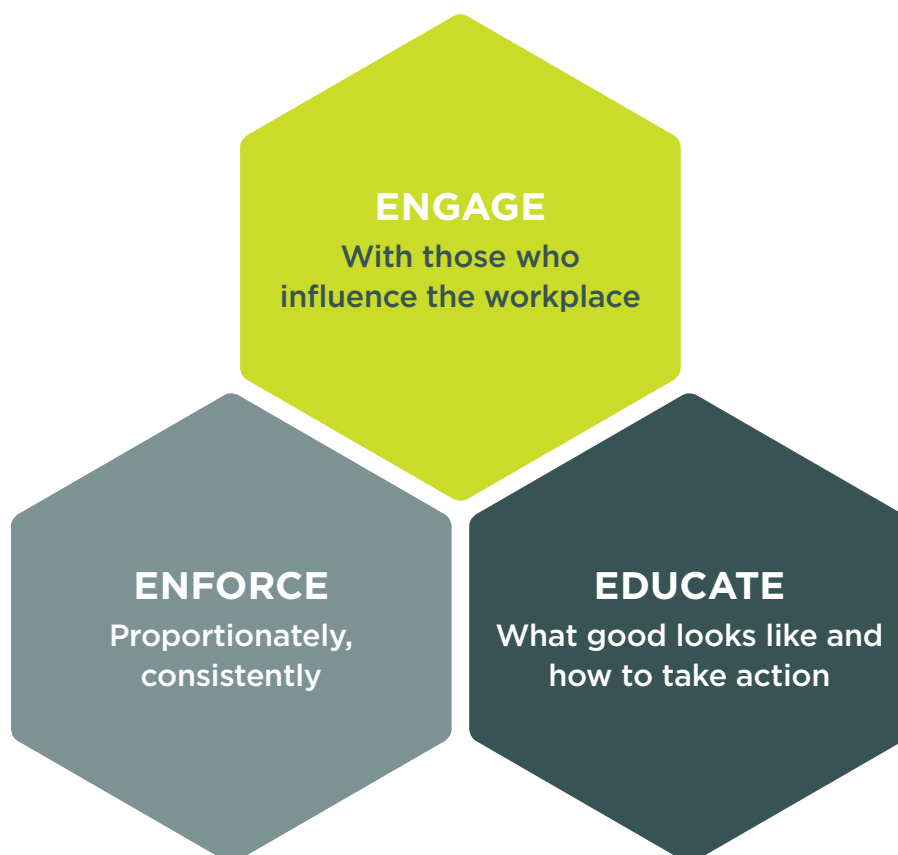 ENGAGE
With those who
influence the workplace
ENFORCE
Proportionately,
consistently
EDUCATE
What good looks like and
how to take action